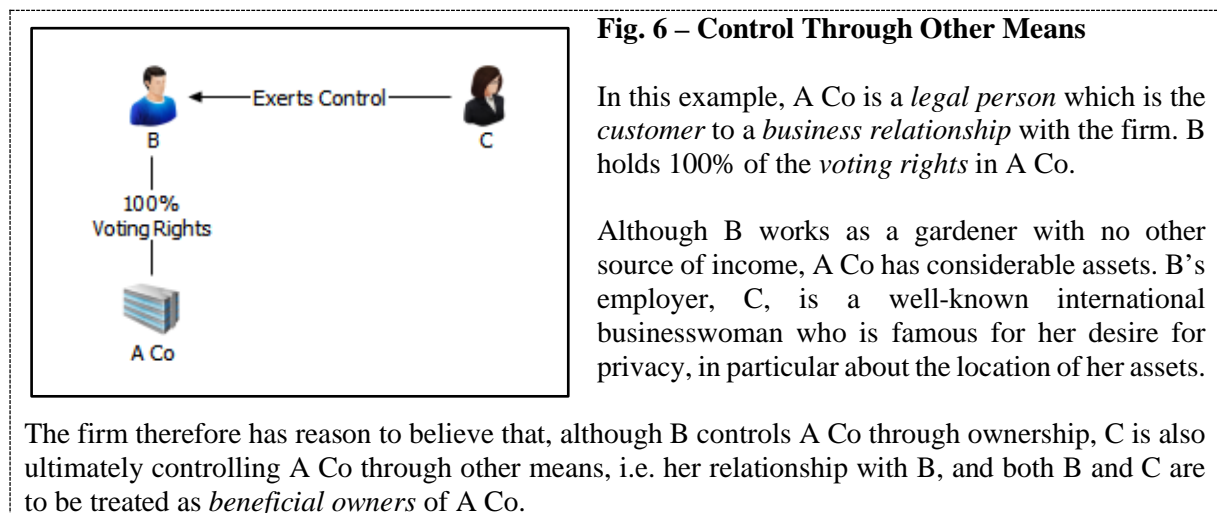 Fig. 6 – Control Through Other Means
Exerts Control
B
C
100%
Voting Rights
A Co
In this example, A Co is a legal person which is the
customer to a business relationship with the firm. B
holds 100% of the voting rights in A Co.
Although B works as a gardener with no other
source of income, A Co has considerable assets. B’s
employer, C, is a well-known international
businesswoman who is famous for her desire for
privacy, in particular about the location of her assets.
The firm therefore has reason to believe that, although B controls A Co through ownership, C is also
ultimately controlling A Co through other means, i.e. her relationship with B, and both B and C are
to be treated as beneficial owners of A Co.